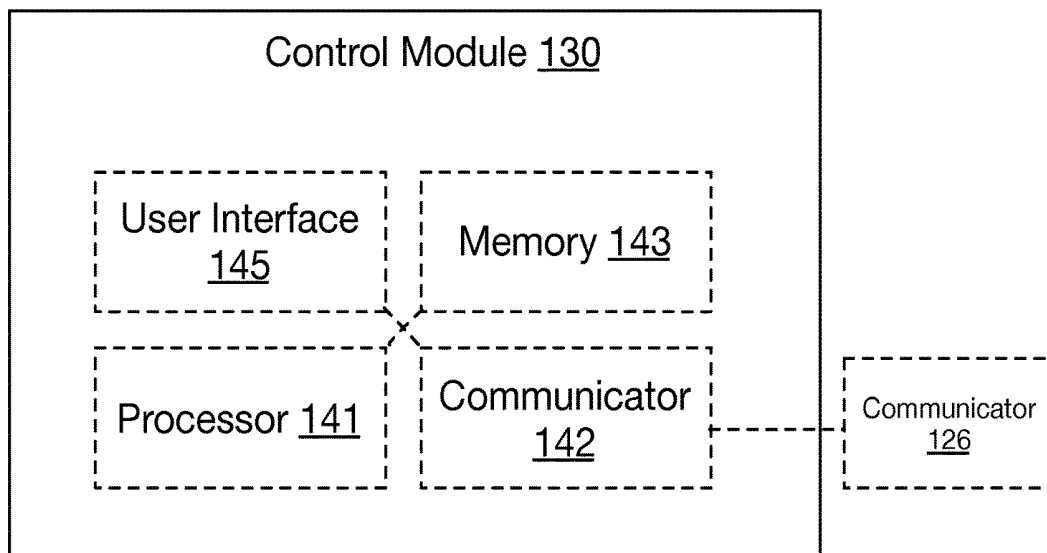 Control Module 130
User Interface
145
Memory 143
Processor 141
Communicator
142
Communicator
126